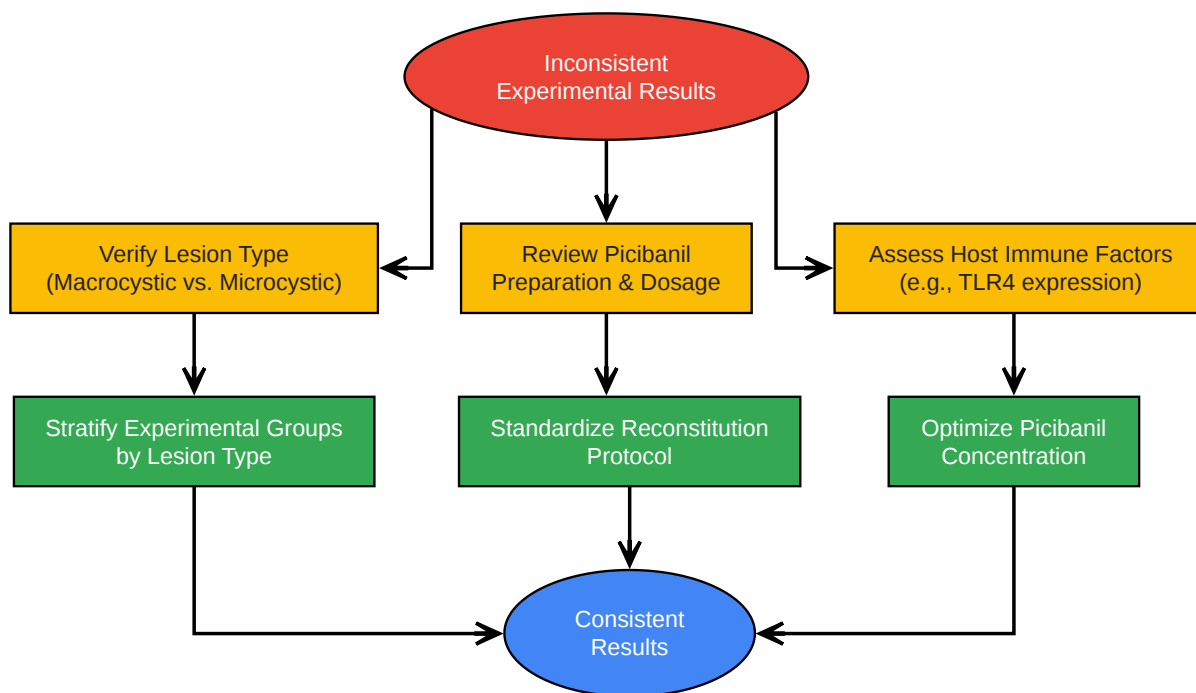 Inconsistent
Experimental Results
Verify Lesion Type
(Macrocystic vs. Microcystic)
Review Picibanil
Preparation & Dosage
Assess Host Immune Factors
(e.g., TLR4 expression)
Stratify Experimental Groups
by Lesion Type
Standardize Reconstitution
Protocol
Optimize Picibanil
Concentration
Consistent
Results